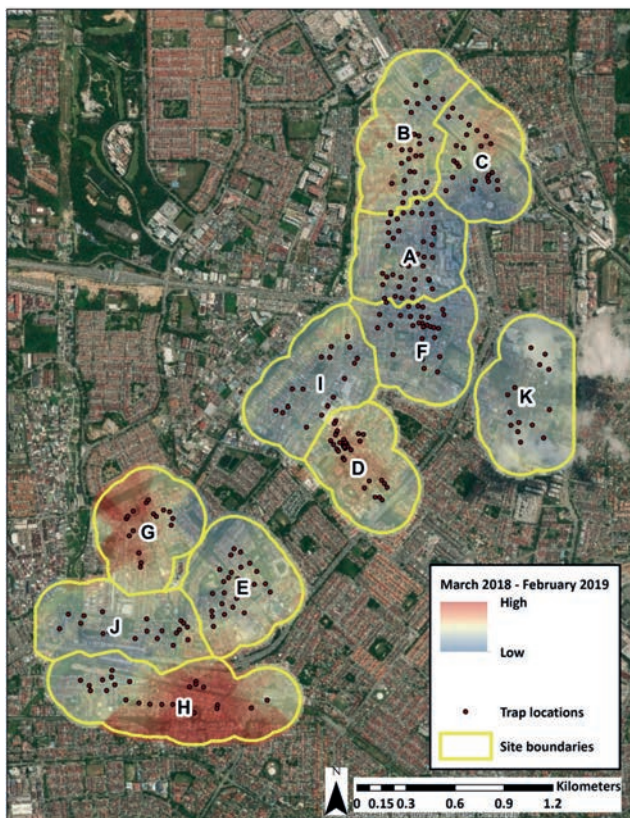 B
C
A
F
I
K
D
G
E
J
H
March 2018 - February 2019
High
Low
Trap locations
Site boundaries
N
Kilometers
0 0.15 0.3 0.6 0.9 1.2